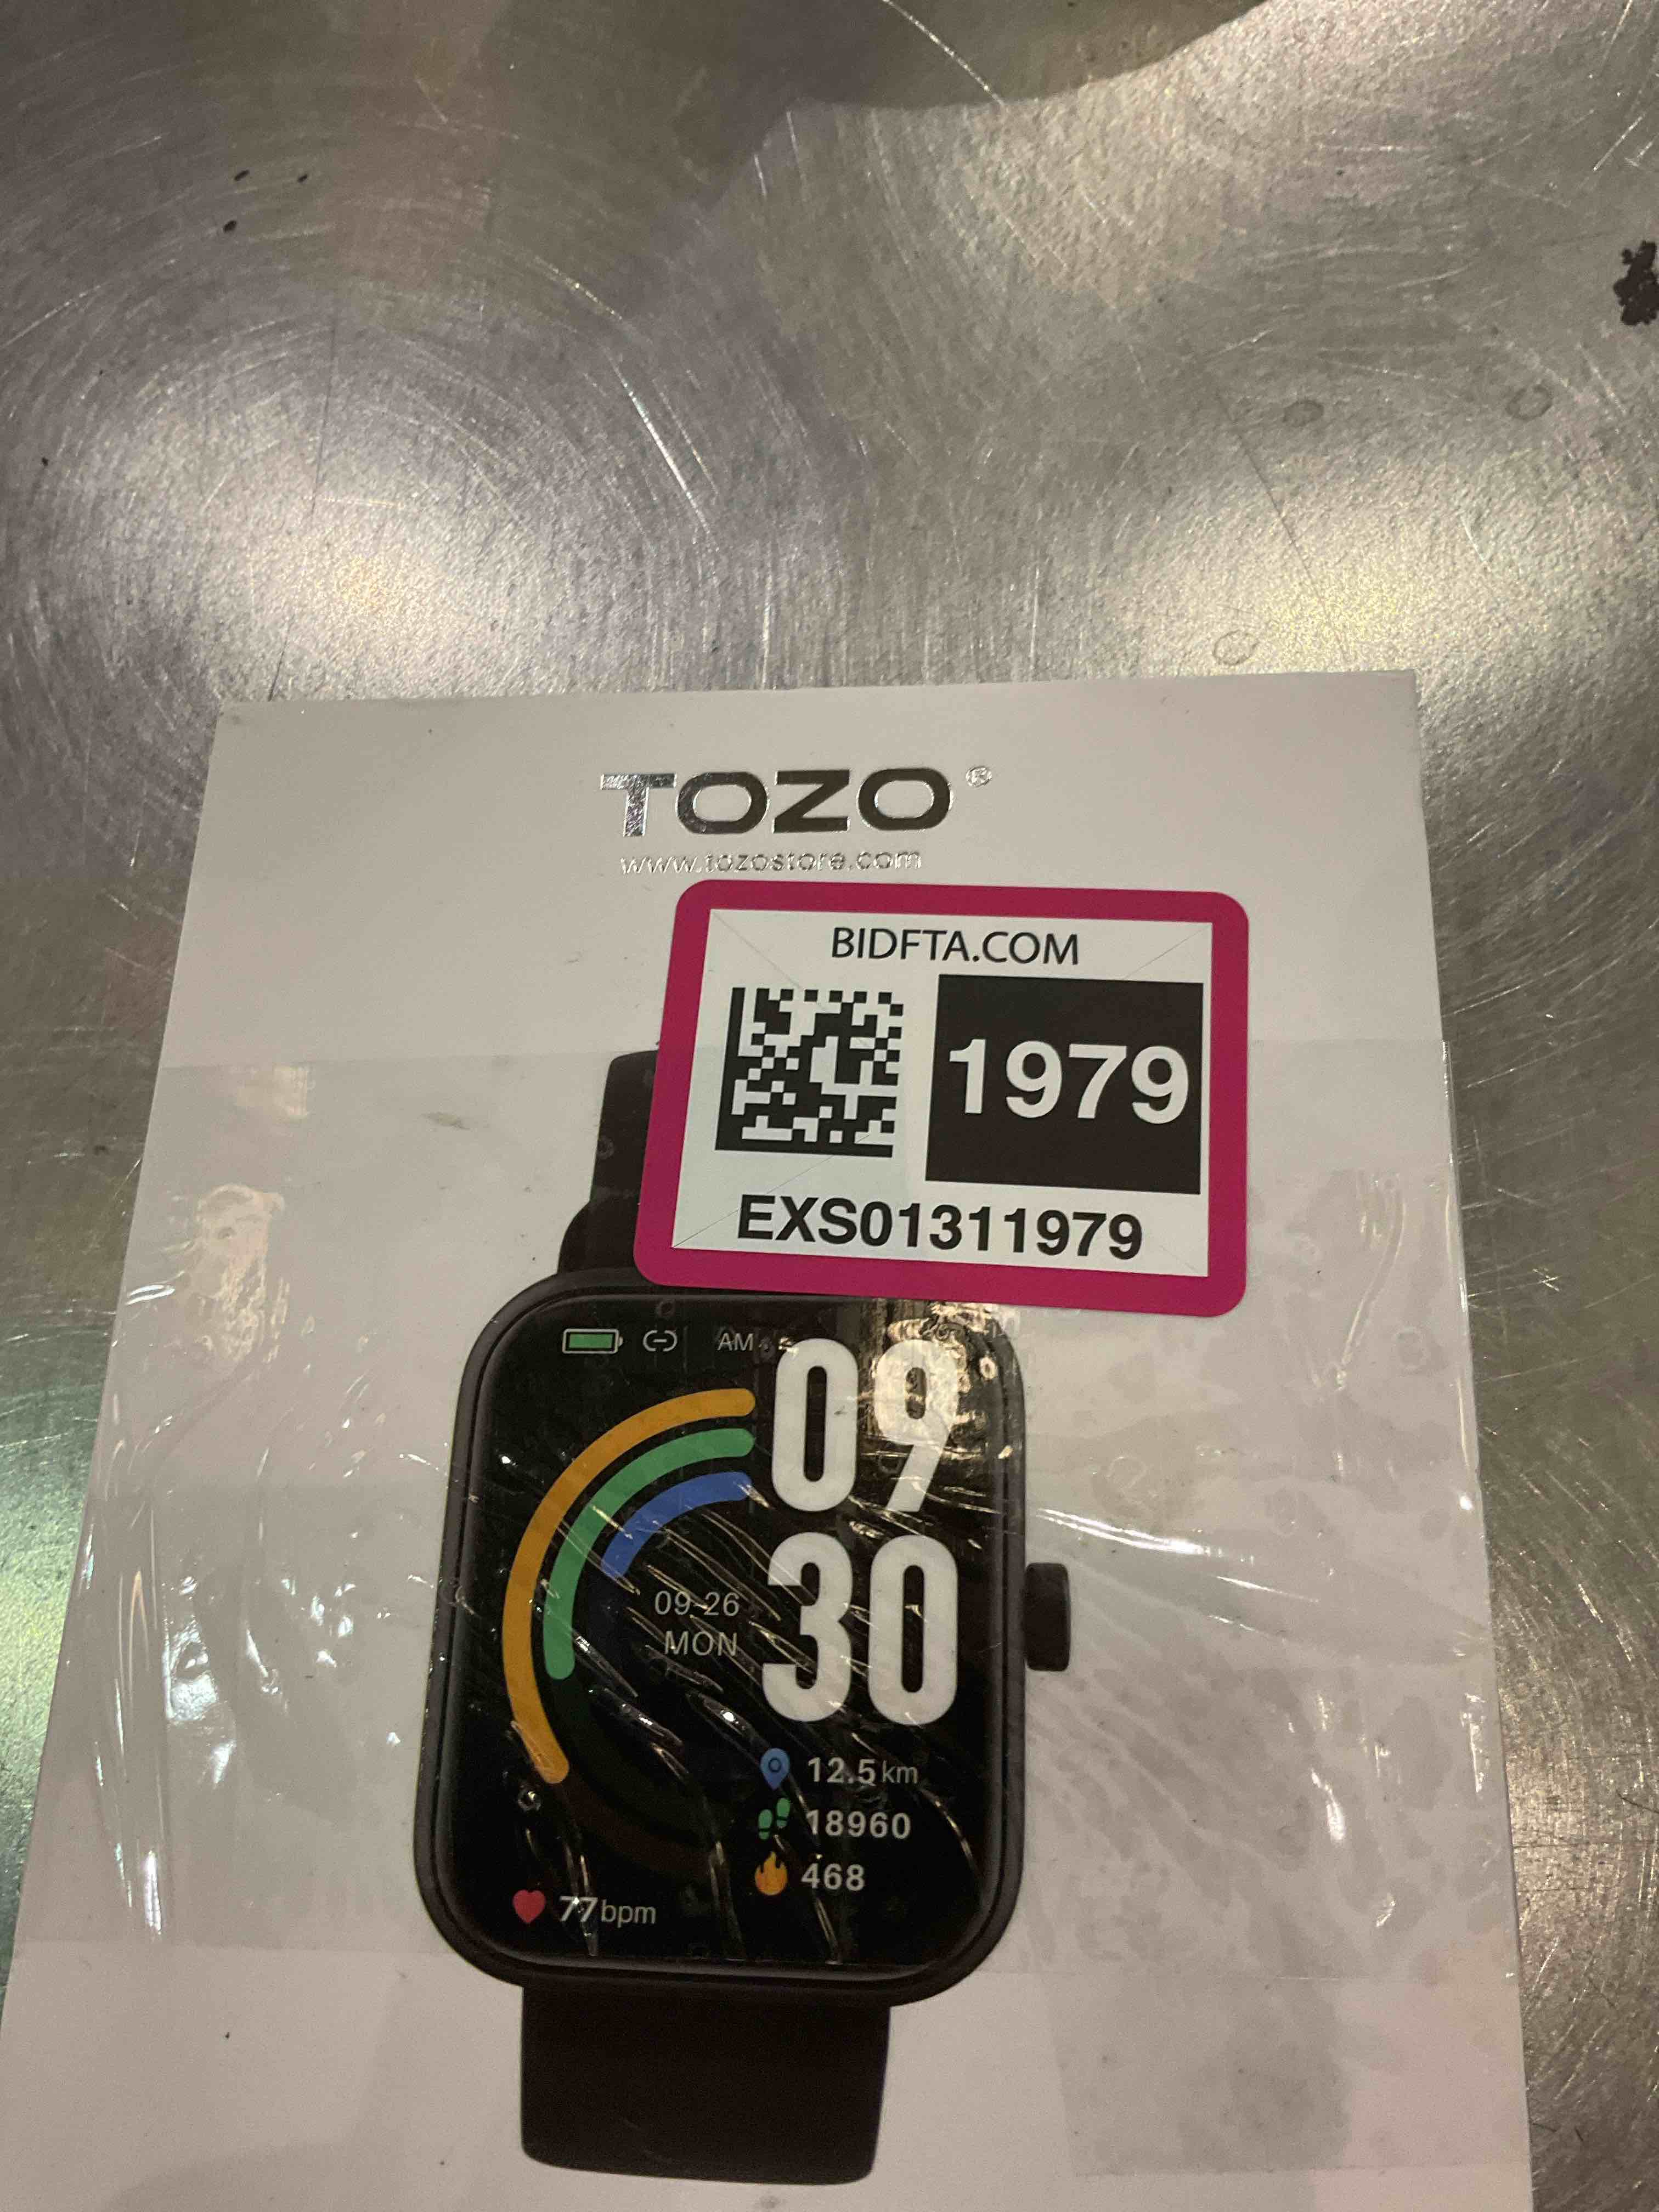 TOZO®
www.tozostore.com
BIDFTA.COM
1979
EXS01311979
AM
09
30
09-26
MON
12.5km
18960
468
77bpm